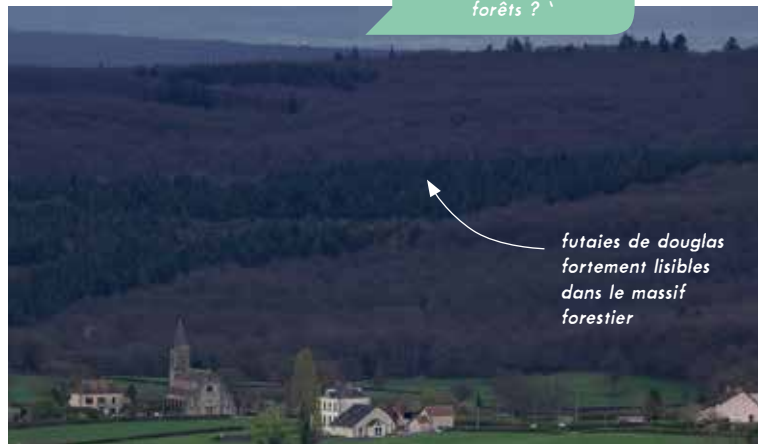 forêts ? ‘
futaies de douglas
fortement lisibles
dans le massif
forestier